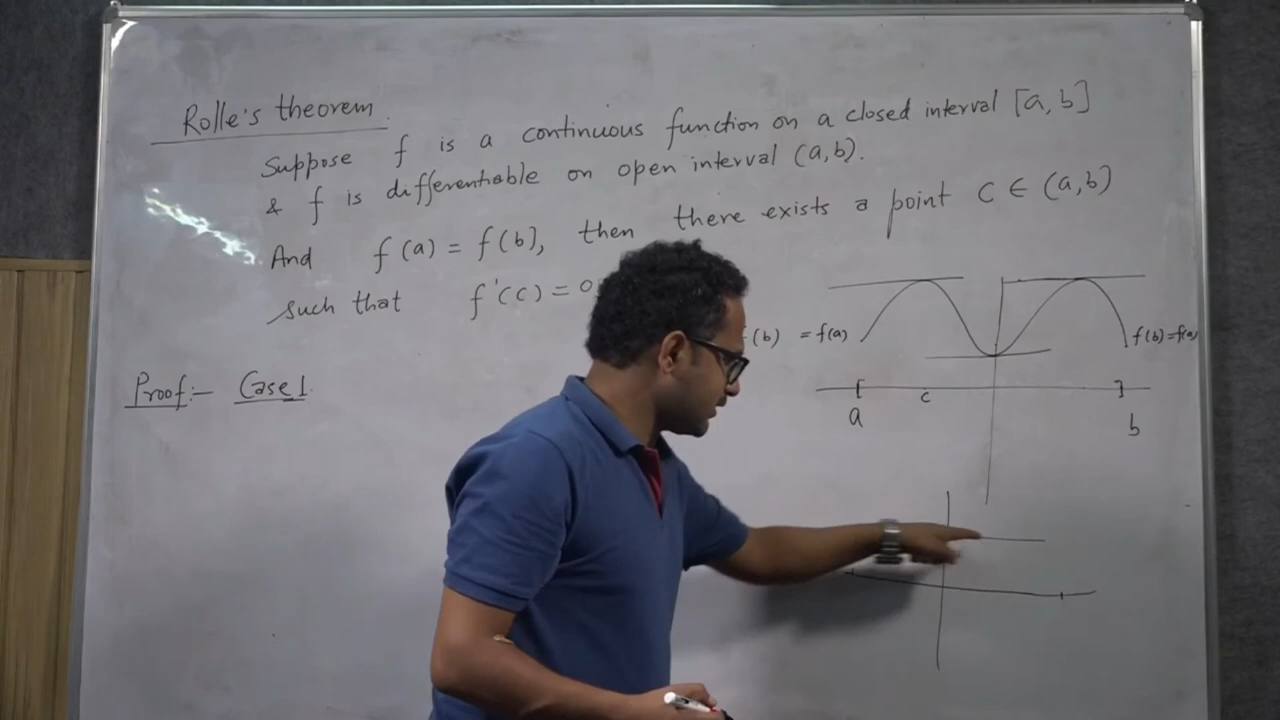 Rolle's theorem.
Suppose f is a continuous function on a closed interval [a,b]
& f is differentiable on open interval (a,b).
And f(a) = f(b), then there exists a point C ∈ (a,b)
such that f'(c) = 0
(b) = f(a)
f(b)=f(a)
Proof:- Case 1.
c
a
b